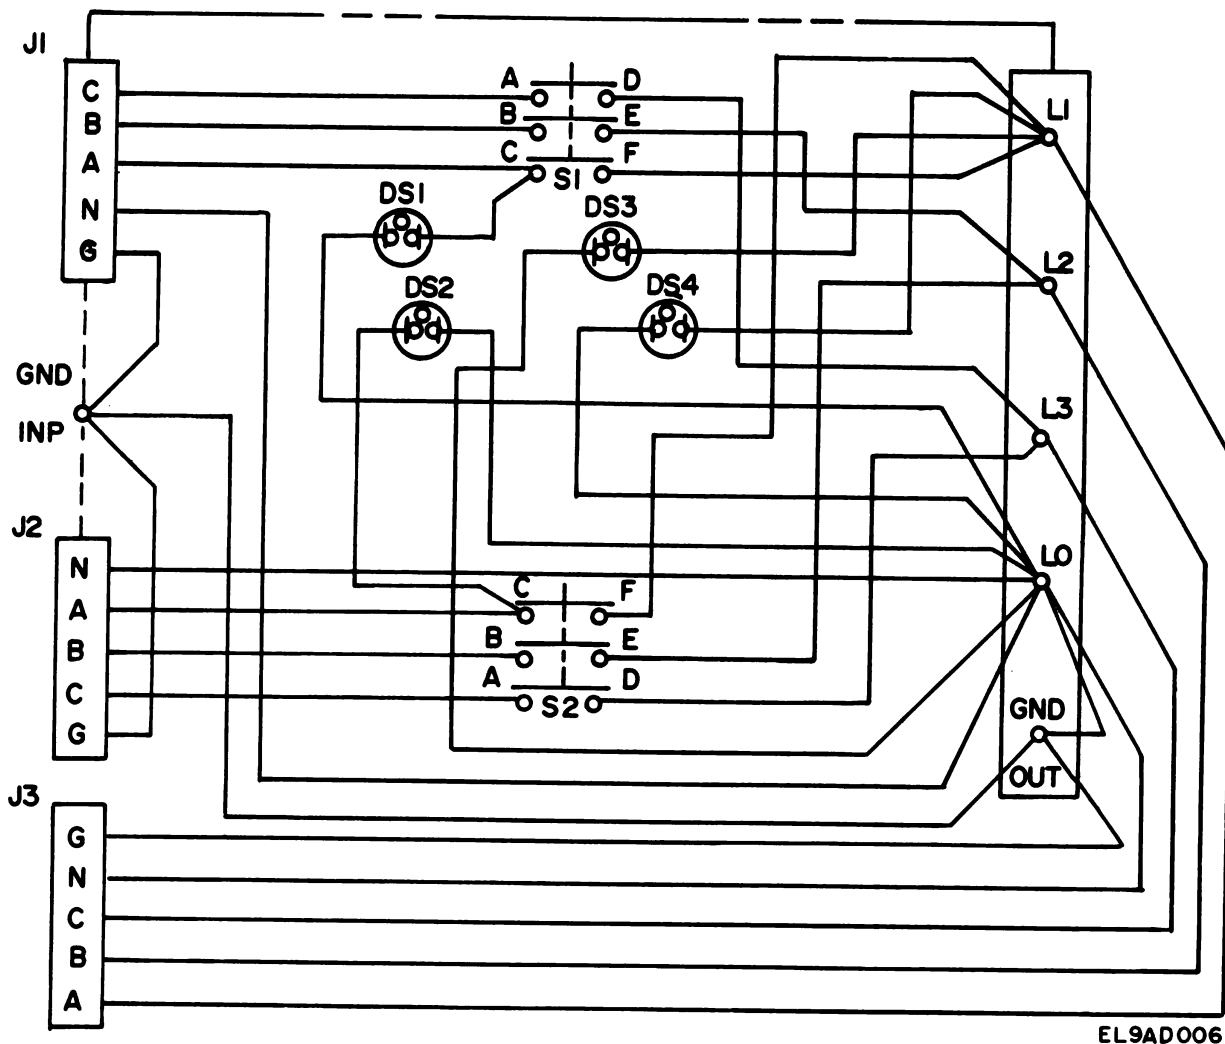 J1
C
B
A
N
G
A D
B E
C F
S1
DS1
DS3
DS2
DS4
L1
L2
L3
LO
GND
OUT
GND
INP
J2
N
A
B
C
G
C F
B E
A D
S2
J3
G
N
C
B
A
EL9AD006